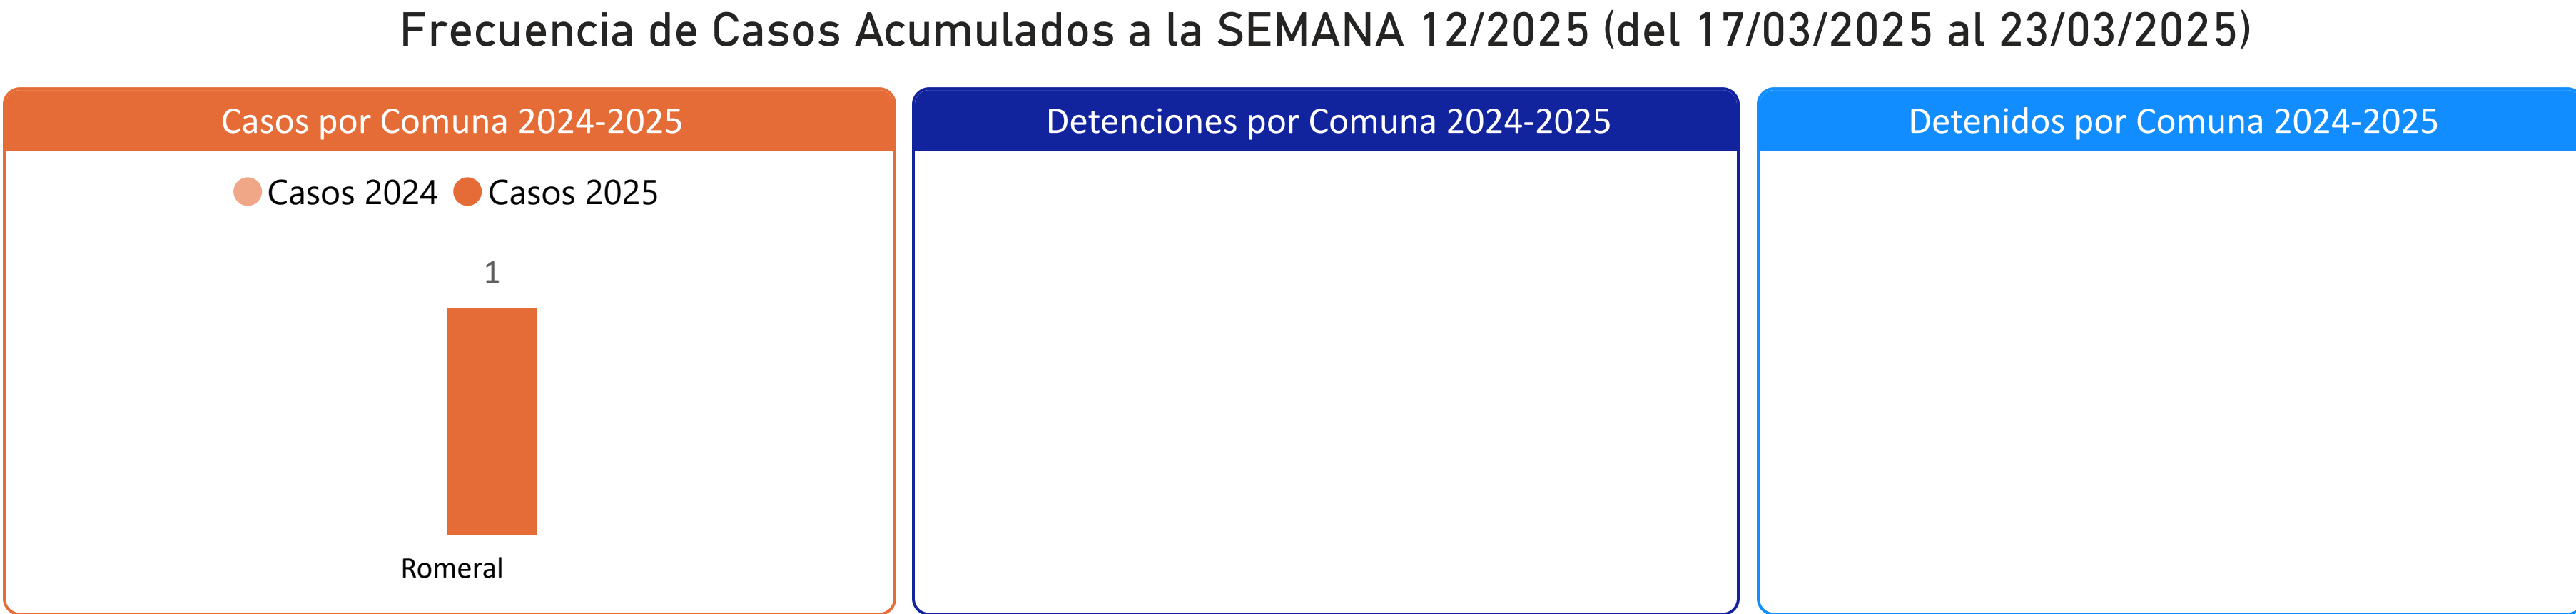 Frecuencia de Casos Acumulados a la SEMANA 12/2025 (del 17/03/2025 al 23/03/2025)
Casos por Comuna 2024-2025
Casos 2024 Casos 2025
1
Romeral
Detenciones por Comuna 2024-2025
Detenidos por Comuna 2024-2025